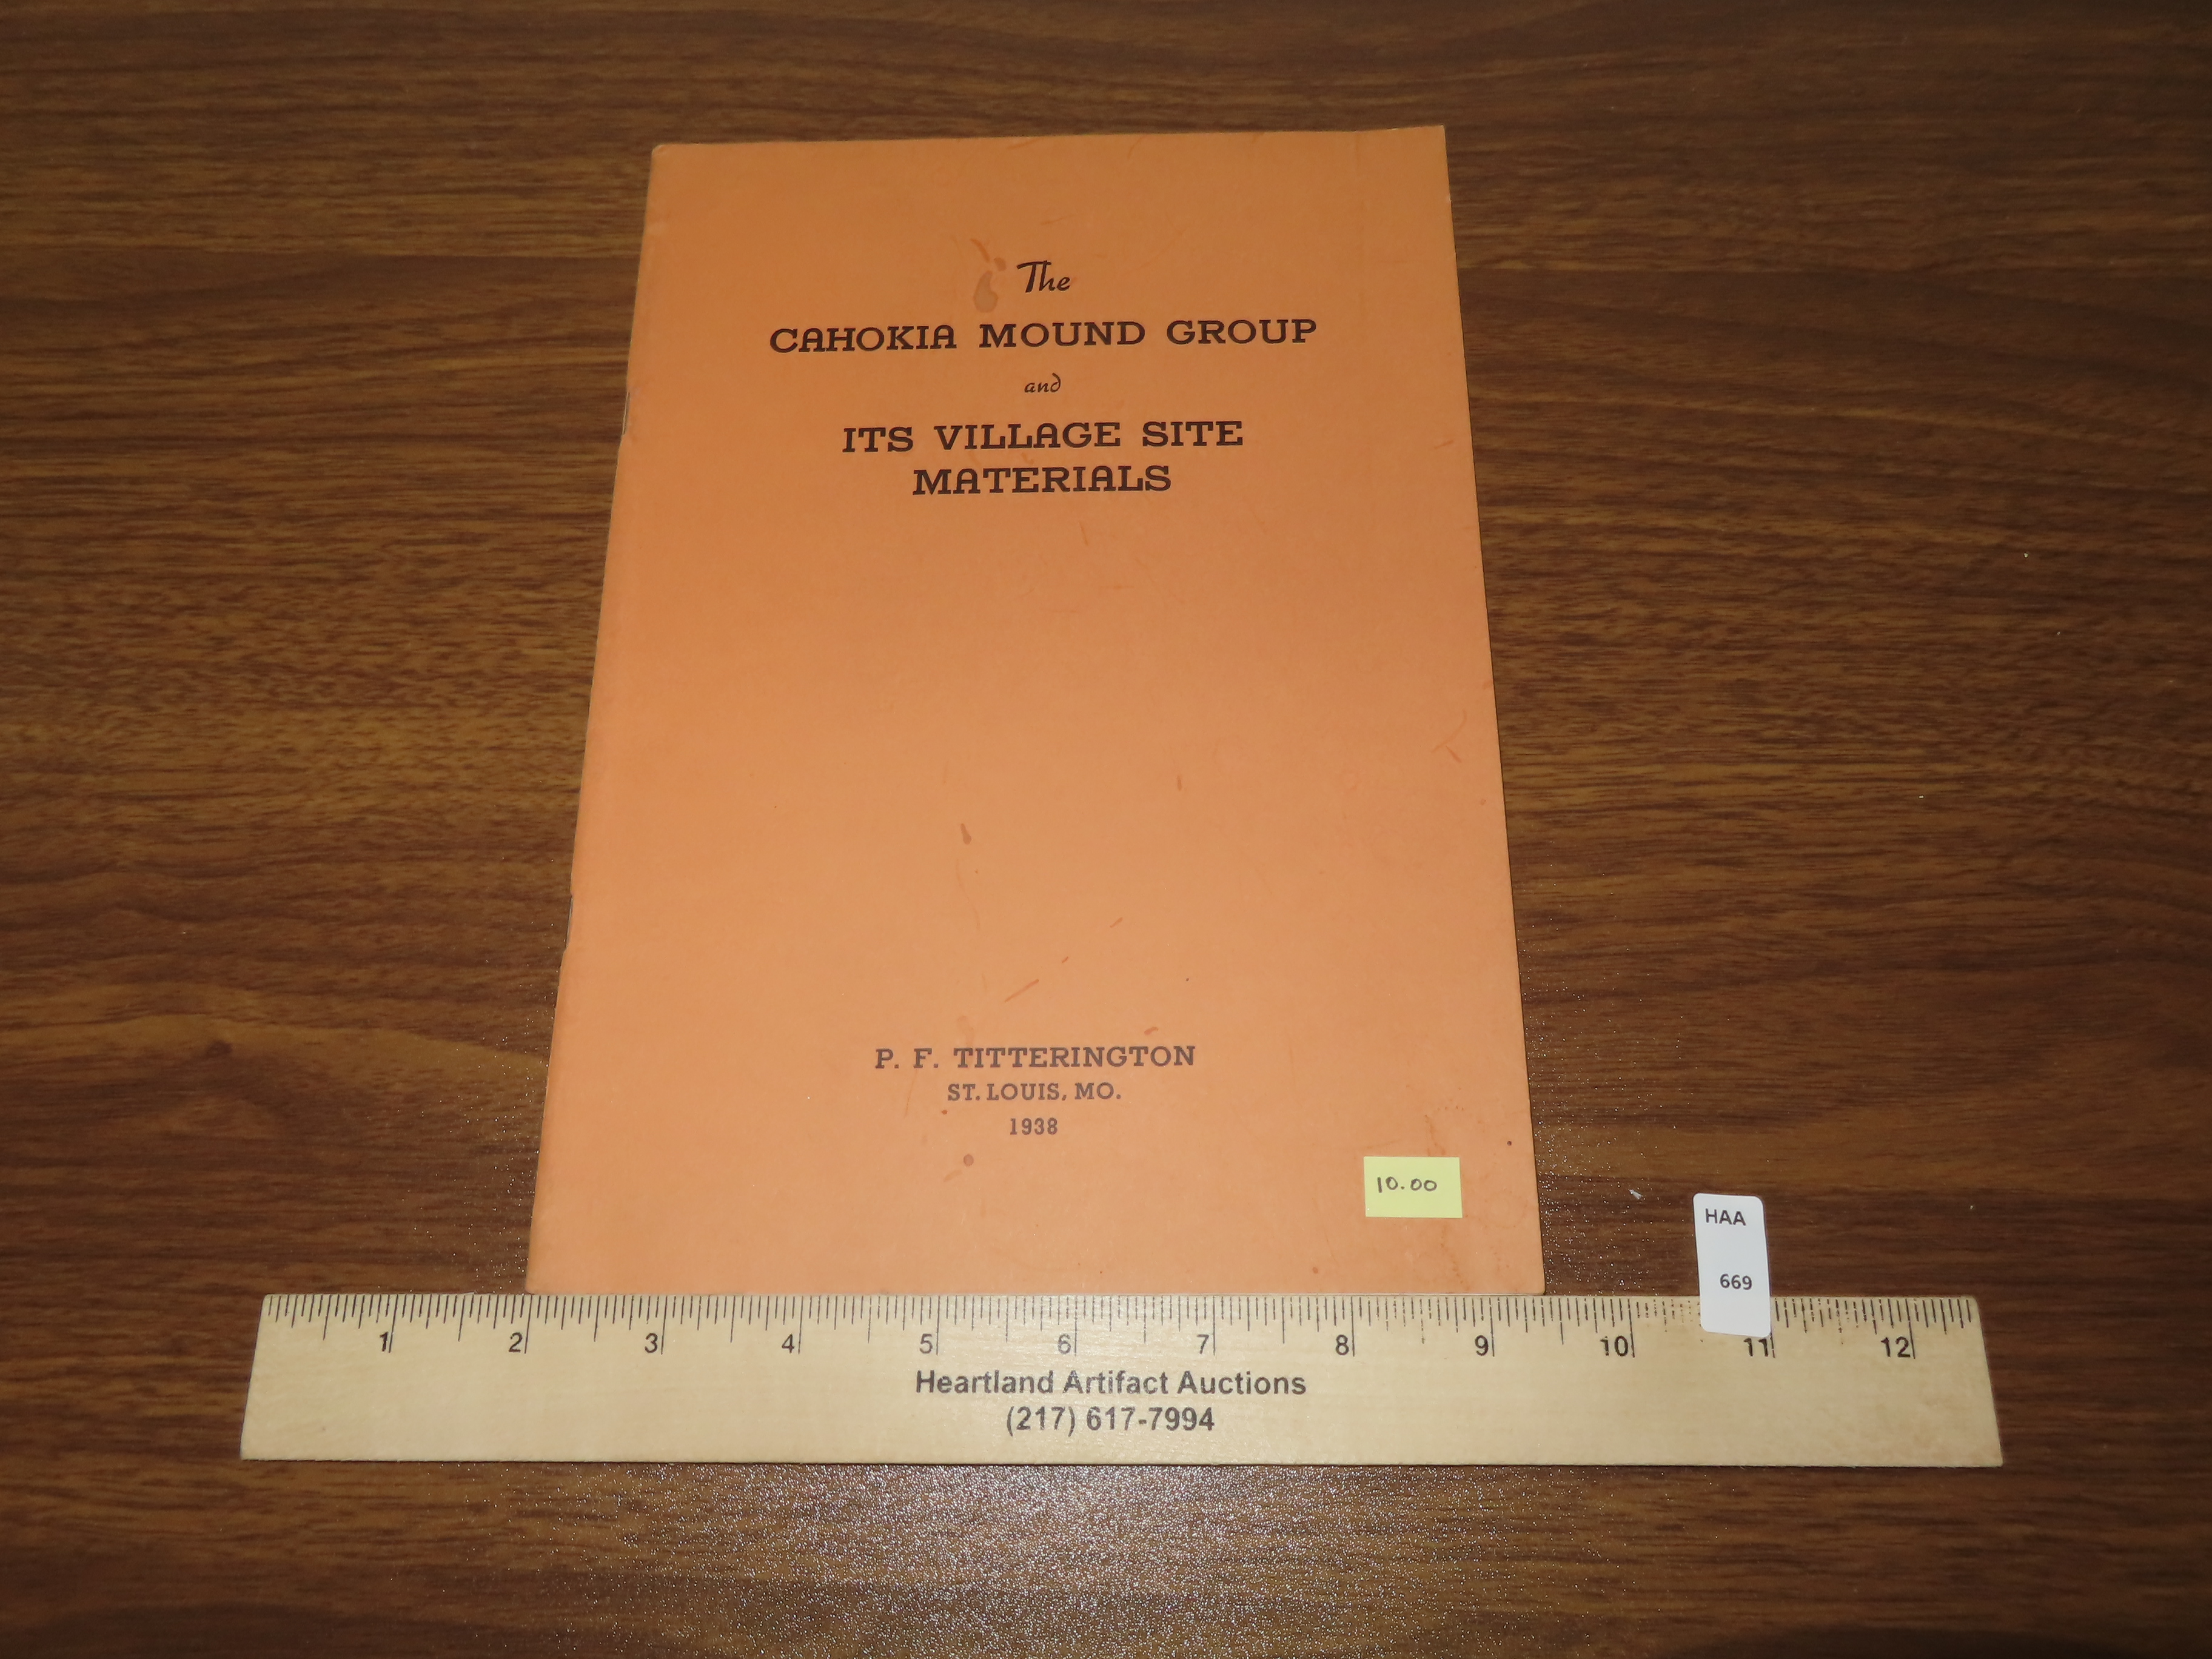 The
CAHOKIA MOUND GROUP
and
ITS VILLAGE SITE
MATERIALS
P. F. TITTERINGTON
ST. LOUIS, MO.
1938
10.00
HAA
669
1 2 3 4 5 6 7 8 9 10 11 12
Heartland Artifact Auctions
(217) 617-7994